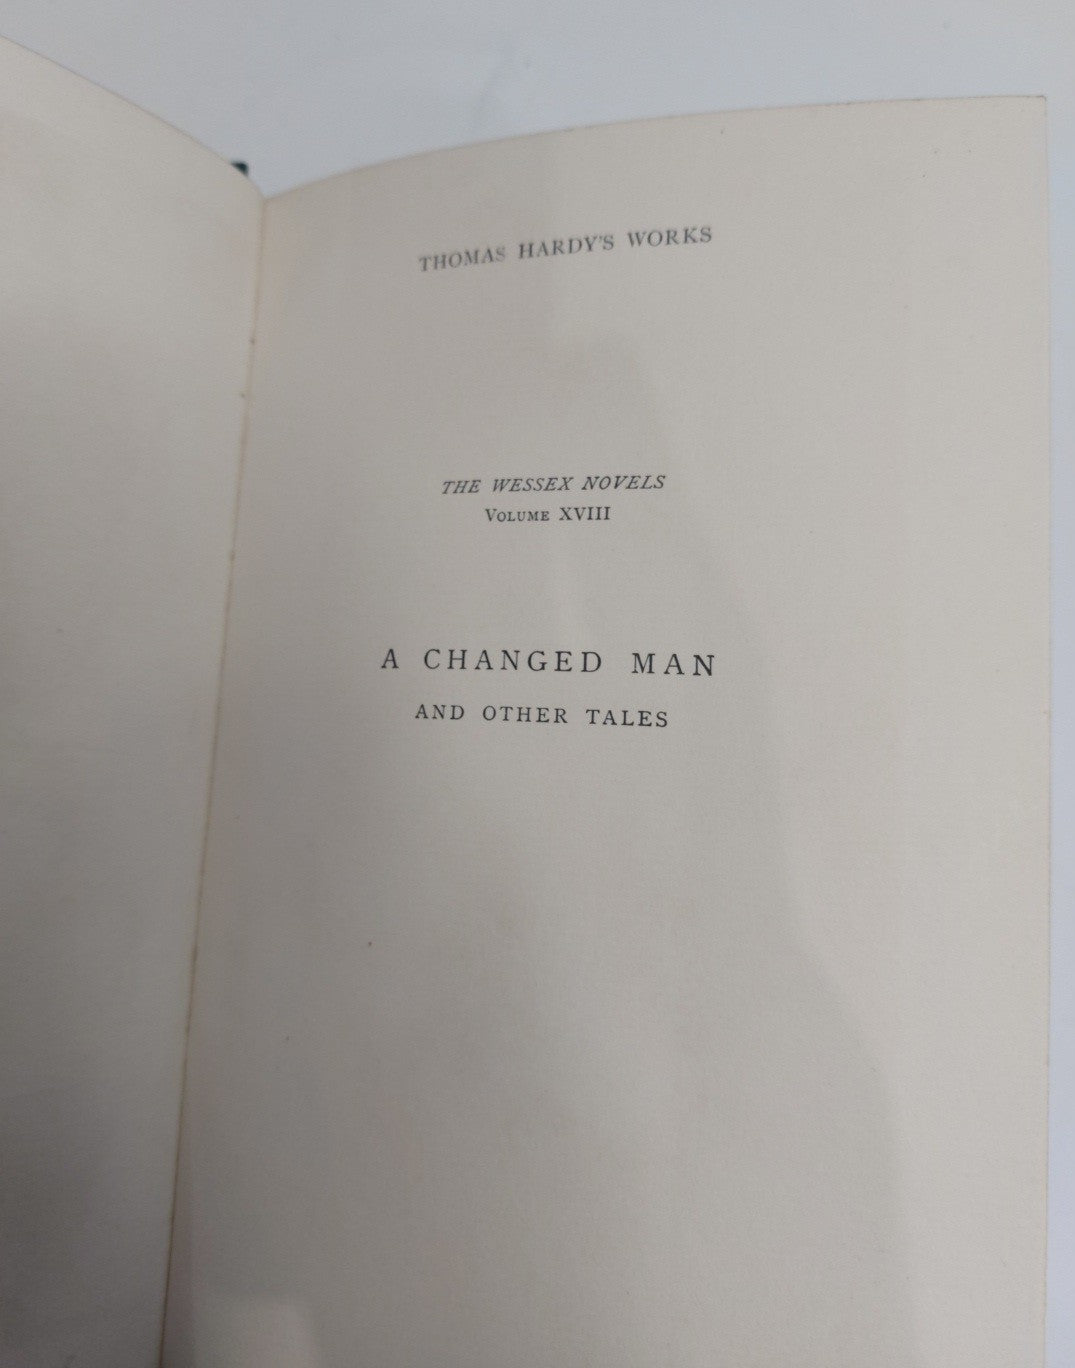 THOMAS HARDY'S WORKS
THE WESSEX NOVELS
VOLUME XVIII
A CHANGED MAN
AND OTHER TALES